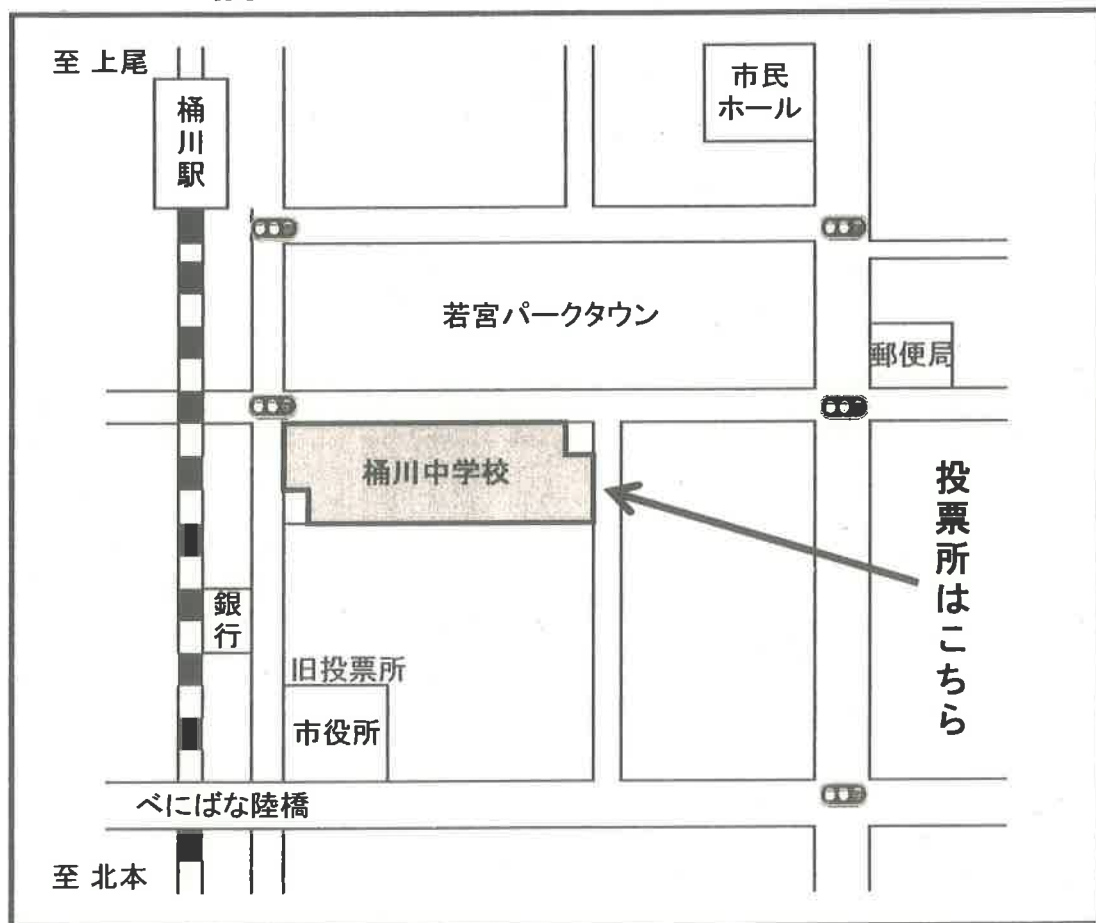 至 上尾
桶川駅
市民
ホール
若宮パークタウン
郵便局
桶川中学校
投票所はこちら
銀行
旧投票所
市役所
べにばな陸橋
至 北本